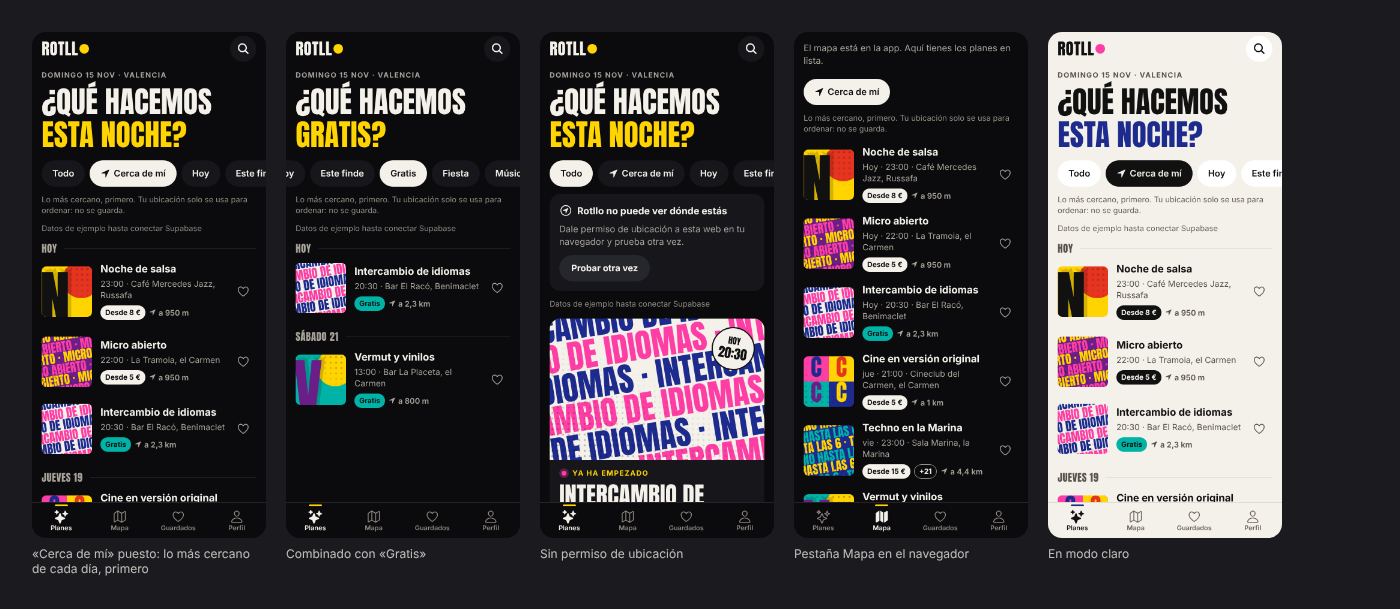 ROTLL
DOMINGO 15 NOV · VALENCIA
¿QUÉ HACEMOS
ESTA NOCHE?
Todo
Cerca de mí
Hoy
Este fin
Lo más cercano, primero. Tu ubicación solo se usa para
ordenar: no se guarda.
Datos de ejemplo hasta conectar Supabase
HOY
Noche de salsa
23:00 · Café Mercedes Jazz,
Russafa
Desde 8 €
a 950 m
Micro abierto
22:00 · La Tramoia, el Carmen
Desde 5 €
a 950 m
Intercambio de idiomas
20:30 · Bar El Racó, Benimaclet
Gratis
a 2,3 km
JUEVES 19
Cine en versión original
Planes
Mapa
Guardados
Perfil
«Cerca de mí» puesto: lo más cercano
de cada día, primero
ROTLL
DOMINGO 15 NOV · VALENCIA
¿QUÉ HACEMOS
GRATIS?
oy
Este finde
Gratis
Fiesta
Músic
Lo más cercano, primero. Tu ubicación solo se usa para
ordenar: no se guarda.
Datos de ejemplo hasta conectar Supabase
HOY
Intercambio de idiomas
20:30 · Bar El Racó, Benimaclet
Gratis
a 2,3 km
SÁBADO 21
Vermut y vinilos
13:00 · Bar La Placeta, el
Carmen
Gratis
a 800 m
Planes
Mapa
Guardados
Perfil
Combinado con «Gratis»
ROTLL
DOMINGO 15 NOV · VALENCIA
¿QUÉ HACEMOS
ESTA NOCHE?
Todo
Cerca de mí
Hoy
Este fin
Rotllo no puede ver dónde estás
Dale permiso de ubicación a esta web en tu
navegador y prueba otra vez.
Probar otra vez
Datos de ejemplo hasta conectar Supabase
HOY
20:30
CAMBIO DE IDIOMAS
O DE IDIOMAS · IN
IDIOMAS · INTERCAM
AMBIO DE IDIOMAS
DE IDIOMAS · INTE
INTERCAM
YA HA EMPEZADO
INTERCAMBIO DE
Planes
Mapa
Guardados
Perfil
Sin permiso de ubicación
El mapa está en la app. Aquí tienes los planes en
lista.
Cerca de mí
Lo más cercano, primero. Tu ubicación solo se usa para
ordenar: no se guarda.
Noche de salsa
Hoy · 23:00 · Café Mercedes
Jazz, Russafa
Desde 8 €
a 950 m
Micro abierto
Hoy · 22:00 · La Tramoia, el
Carmen
Desde 5 €
a 950 m
Intercambio de idiomas
Hoy · 20:30 · Bar El Racó,
Benimaclet
Gratis
a 2,3 km
Cine en versión original
jue · 21:00 · Cineclub del
Carmen, el Carmen
Desde 5 €
a 1 km
Techno en la Marina
vie · 23:00 · Sala Marina, la
Marina
Desde 15 €
+21
a 4,4 km
Vermut y vinilos
Planes
Mapa
Guardados
Perfil
Pestaña Mapa en el navegador
ROTLL
DOMINGO 15 NOV · VALENCIA
¿QUÉ HACEMOS
ESTA NOCHE?
Todo
Cerca de mí
Hoy
Este fin
Lo más cercano, primero. Tu ubicación solo se usa para
ordenar: no se guarda.
Datos de ejemplo hasta conectar Supabase
HOY
Noche de salsa
23:00 · Café Mercedes Jazz,
Russafa
Desde 8 €
a 950 m
Micro abierto
22:00 · La Tramoia, el Carmen
Desde 5 €
a 950 m
Intercambio de idiomas
20:30 · Bar El Racó, Benimaclet
Gratis
a 2,3 km
JUEVES 19
Cine en versión original
Planes
Mapa
Guardados
Perfil
En modo claro